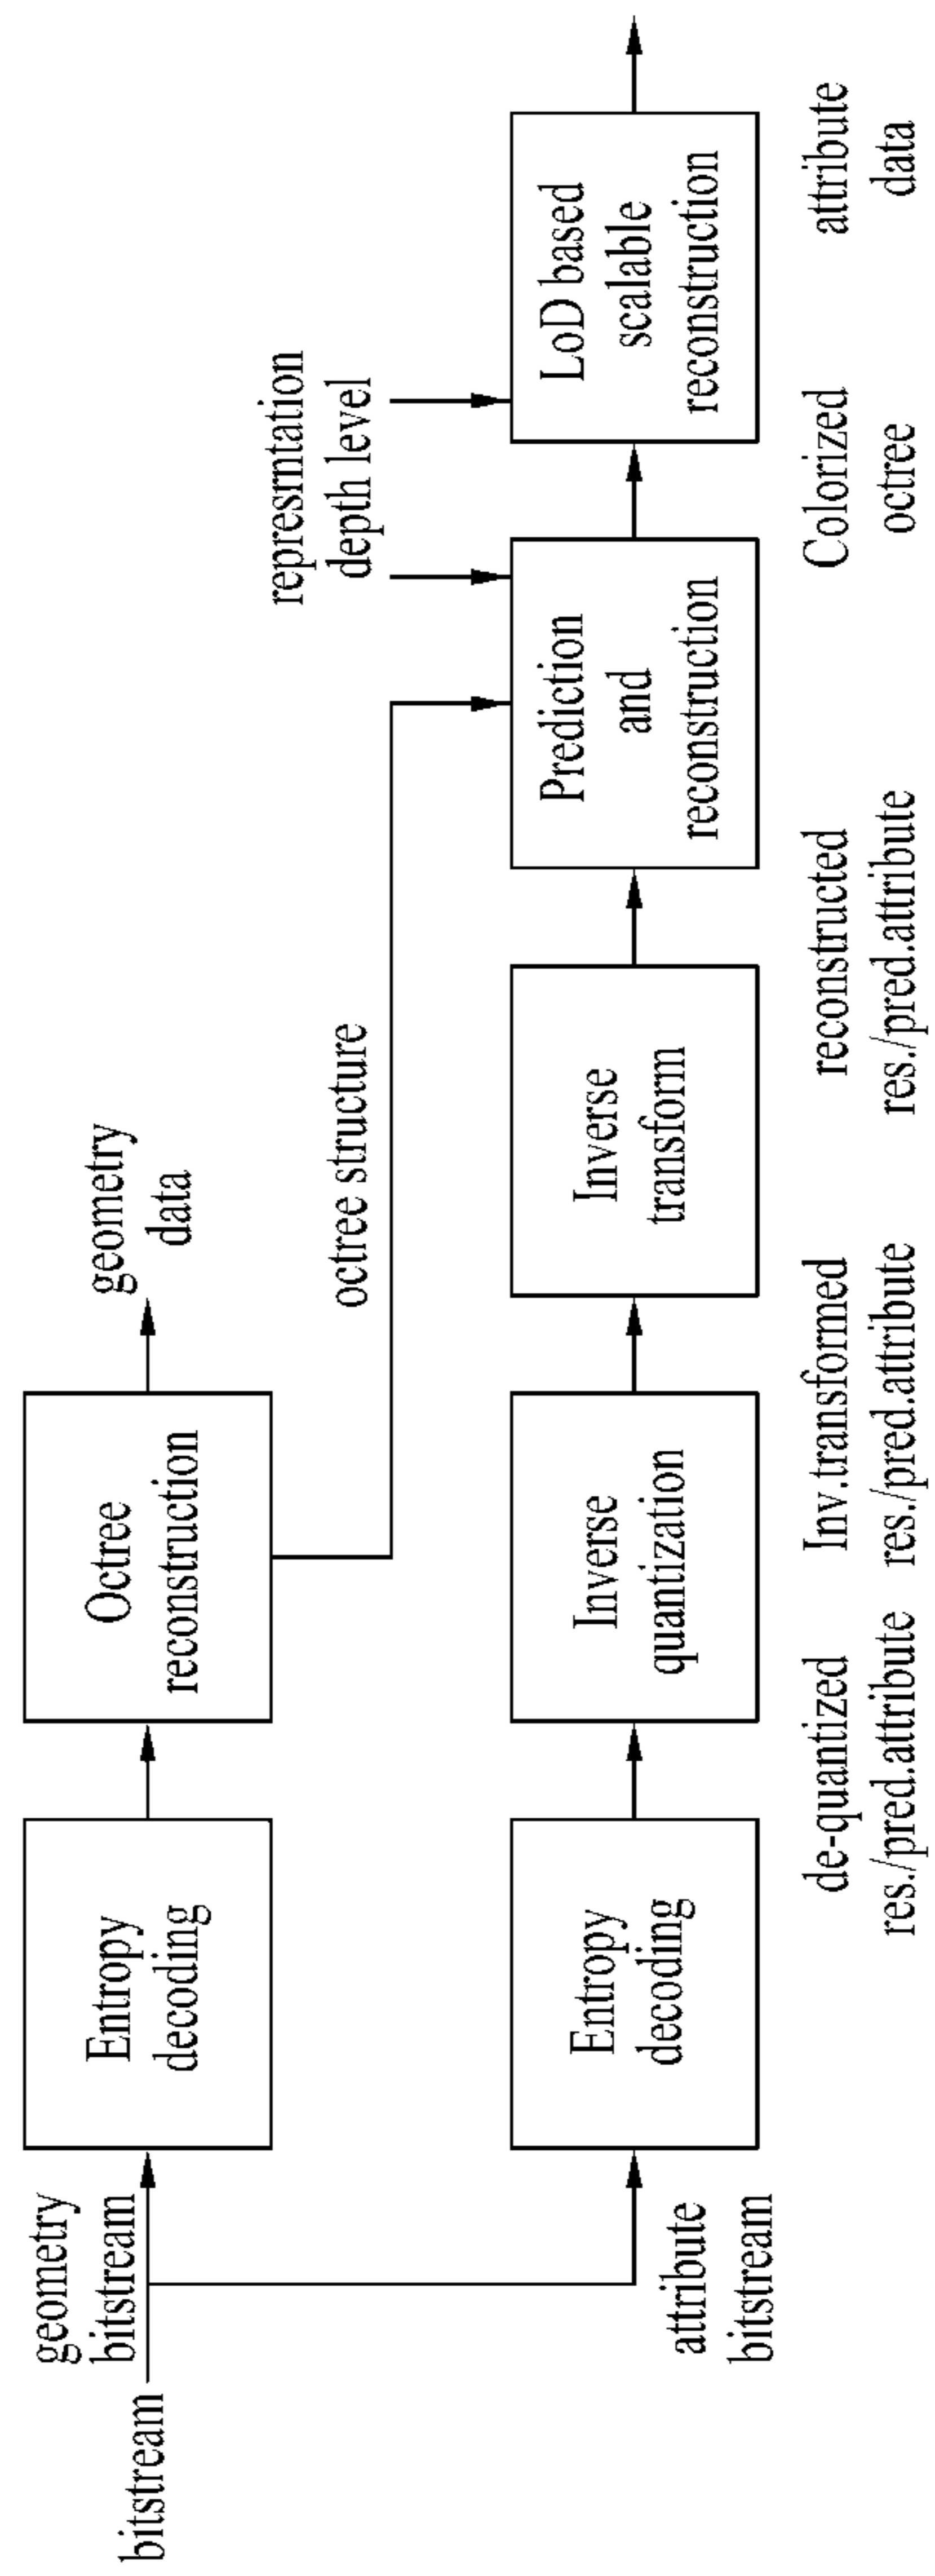 bitstream
geometry
bitstream
Entropy
decoding
Octree
reconstruction
geometry
data
octree structure
represmtation
depth level
attribute
bitstream
Entropy
decoding
Inverse
quantization
Inverse
transform
Prediction
and
reconstruction
LoD based
scalable
reconstruction
de-quantized
res./pred.attribute
Inv.transformed
res./pred.attribute
reconstructed
res./pred.attribute
Colorized
octree
attribute
data